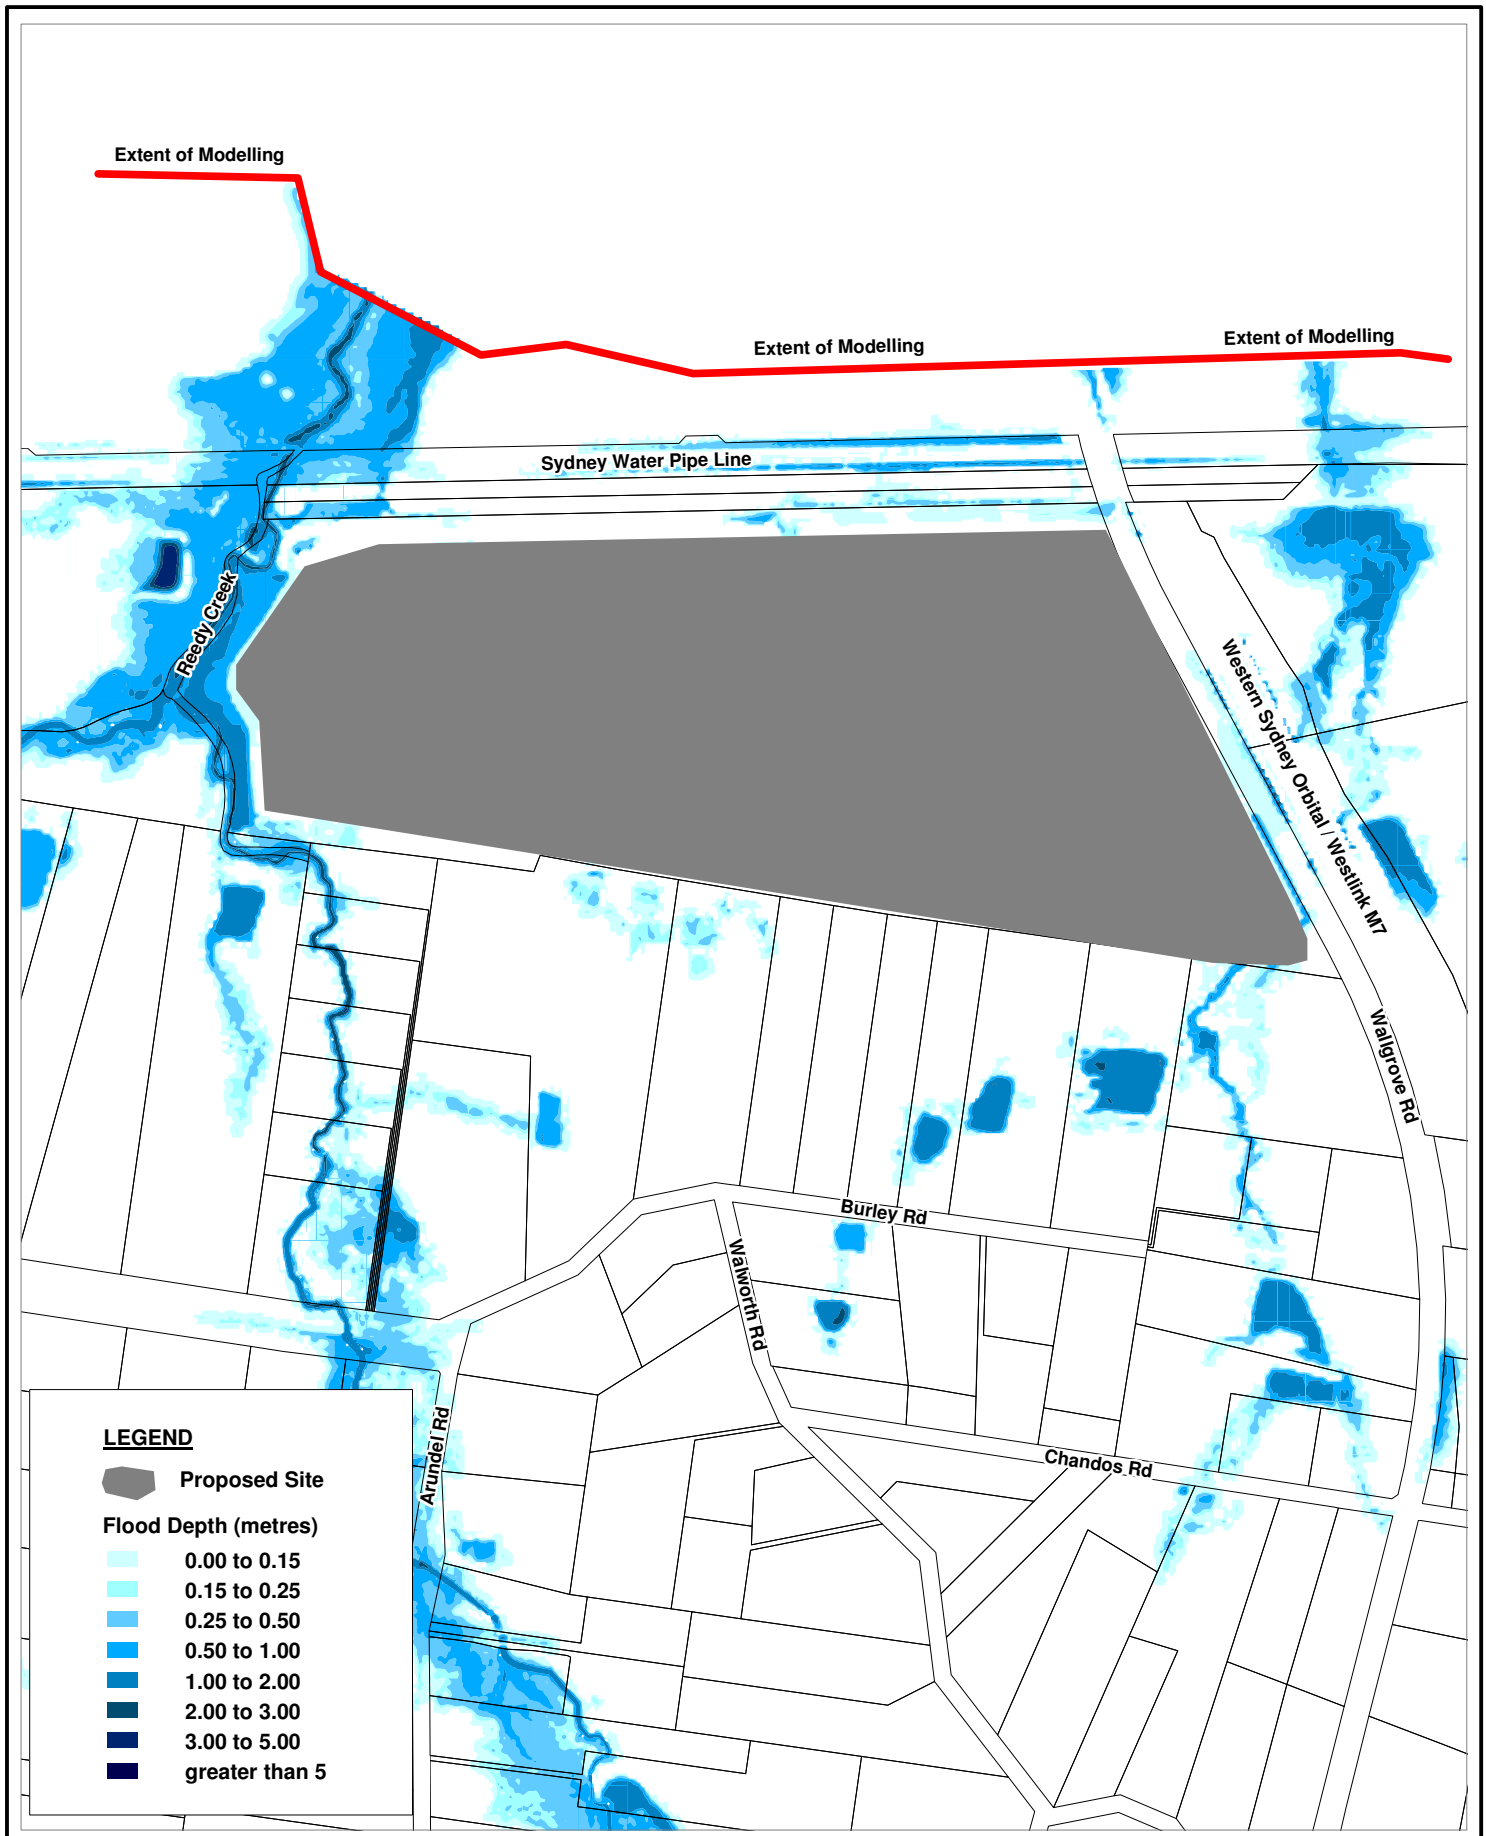 Extent of Modelling
Extent of Modelling
Extent of Modelling
Sydney Water Pipe Line
Reedy Creek
Western Sydney Orbital / Westlink M7
Wallgrove Rd
Burley Rd
Walworth Rd
Arundel Rd
Chandos Rd
LEGEND
Proposed Site
Flood Depth (metres)
0.00 to 0.15
0.15 to 0.25
0.25 to 0.50
0.50 to 1.00
1.00 to 2.00
2.00 to 3.00
3.00 to 5.00
greater than 5